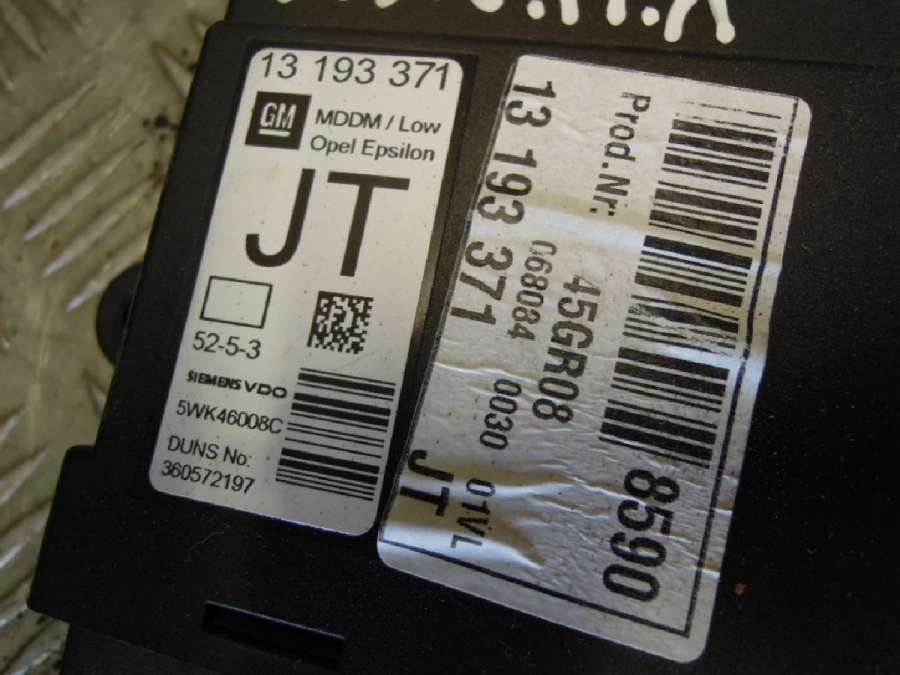 13 193 371
GM
MDDM / Low
Opel Epsilon
JT
52-5-3
SIEMENS VDO
5WK46008C
DUNS No:
360572197
Prod.Nr:
45GR08
8590
068084 0030 01VL
13 193 371
JT